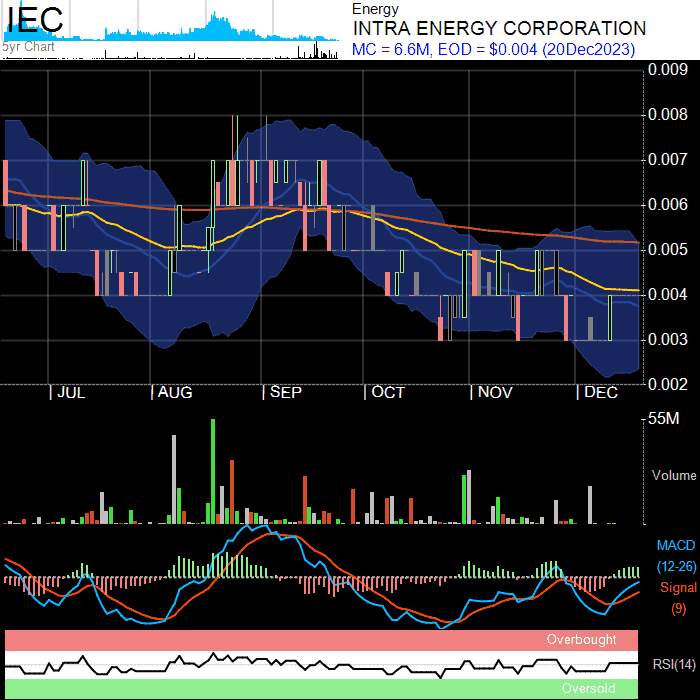 IEC
5yr Chart
Energy
INTRA ENERGY CORPORATION
MC = 6.6M, EOD = $0.004 (20Dec2023)
0.009
0.008
0.007
0.006
0.005
0.004
0.003
0.002
JUL AUG SEP OCT NOV DEC
55M
Volume
MACD
(12-26)
Signal
(9)
Overbought
RSI(14)
Oversold